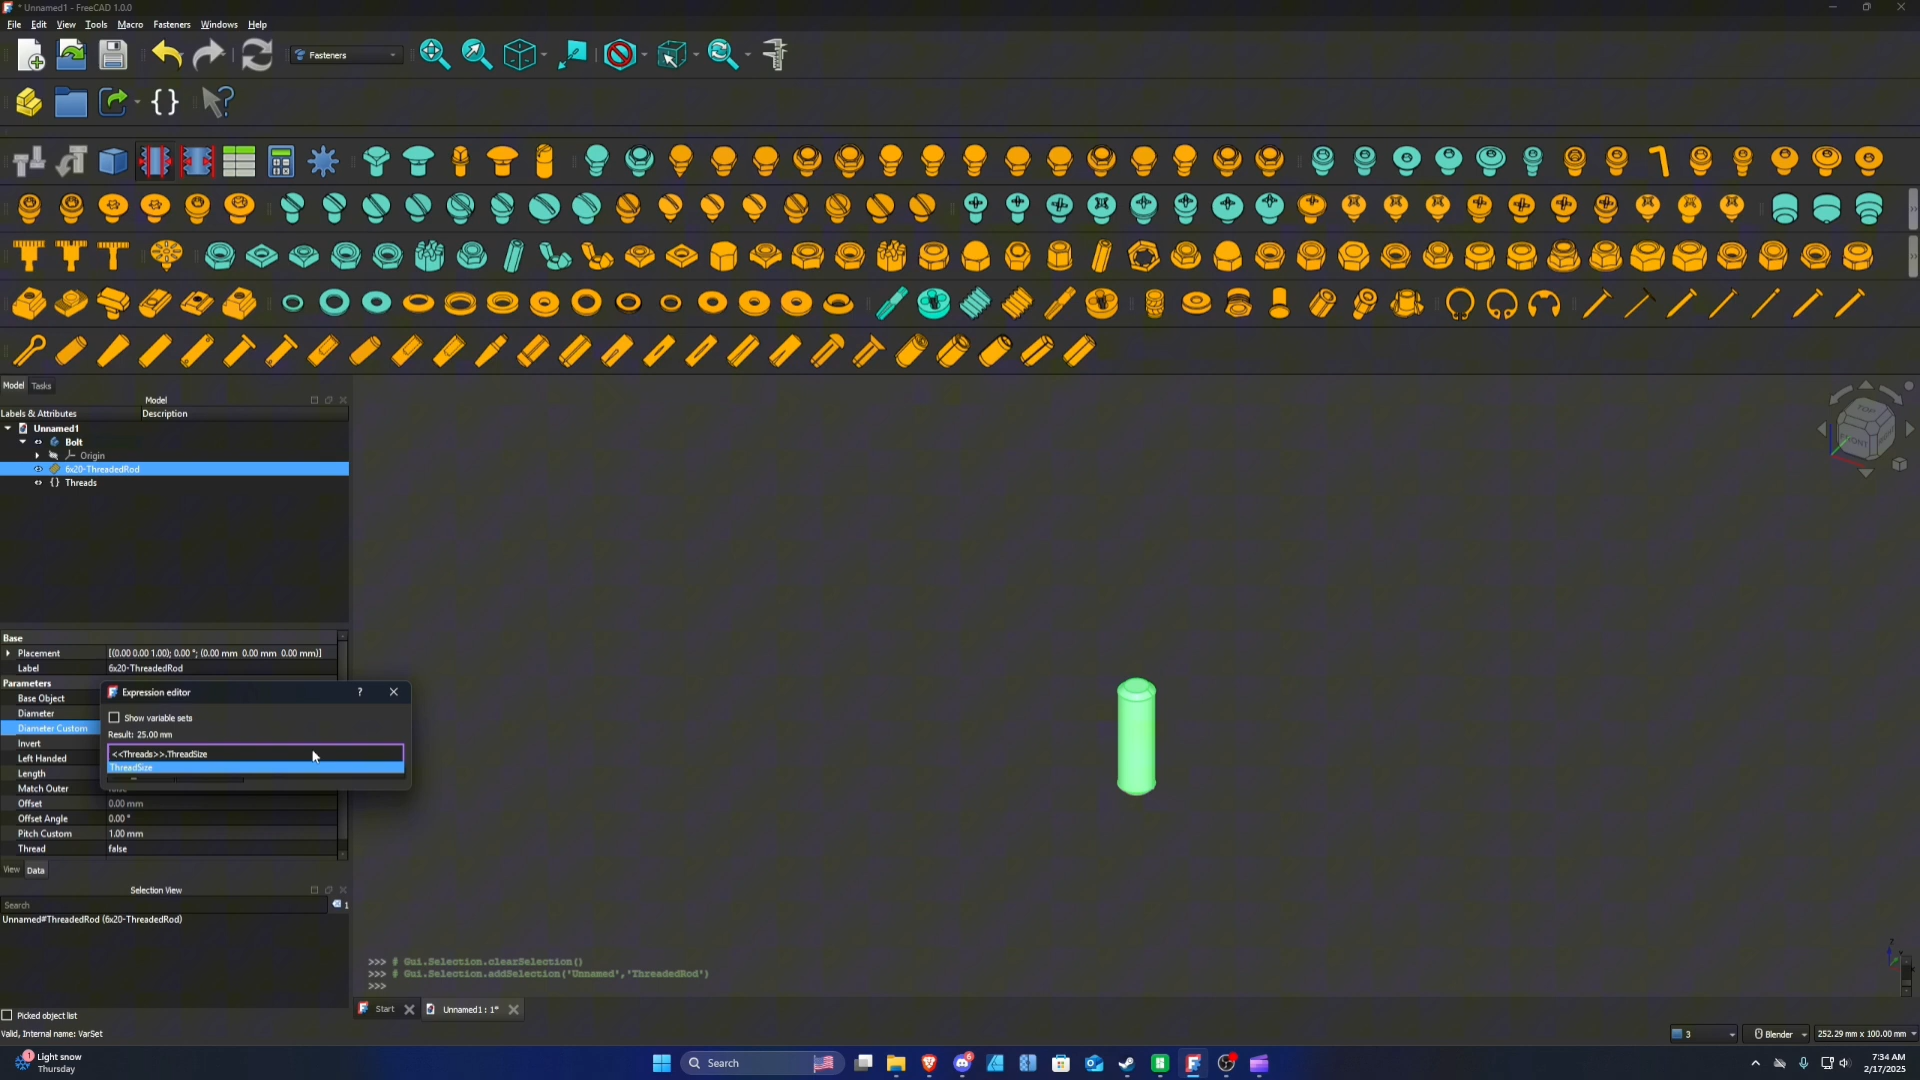 * Unnamed1 - FreeCAD 1.0.0
File Edit View Tools Macro Fasteners Windows Help
Fasteners
Model Tasks
Model
Labels & Attributes Description
Unnamed1
Bolt
Origin
6x20-ThreadedRod
Threads
TOP
FRONT
Base
Placement [(0.00 0.00 1.00); 0.00 °; (0.00 mm 0.00 mm 0.00 mm)]
Label 6x20-ThreadedRod
Parameters
Base Object
Diameter
Diameter Custom
Invert
Left Handed
Length
Match Outer
Offset 0.00 mm
Offset Angle 0.00 °
Pitch Custom 1.00 mm
Thread false
Expression editor ?
Show variable sets
Result: 25.00 mm
<<Threads>>.ThreadSize
ThreadSize
View Data
Selection View
Search 1
Unnamed#ThreadedRod (6x20-ThreadedRod)
>>> # Gui.Selection.clearSelection()
>>> # Gui.Selection.addSelection('Unnamed','ThreadedRod')
>>>
Start Unnamed1 : 1*
Picked object list
Valid, Internal name: VarSet
3 Blender 252.29 mm x 100.00 mm
1 Light snow
Thursday
Search
6
7:34 AM
2/17/2025